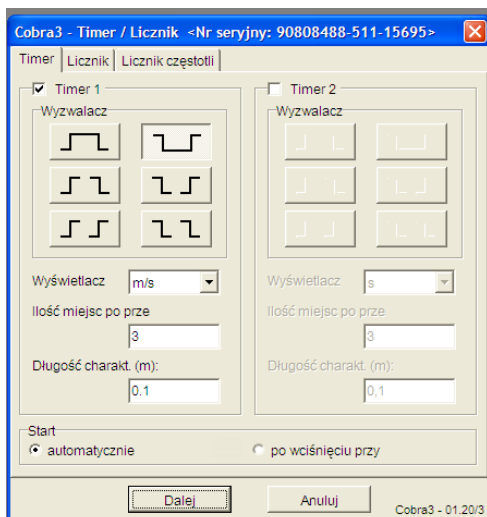 Cobra3 - Timer / Licznik <Nr seryjny: 90808488-511-15695>
Timer
Licznik
Licznik częstotli
Timer 1
Wyzwalacz
Wyświetlacz
m/s
Ilość miejsc po prze
3
Długość charakt. (m):
0.1
Timer 2
Wyzwalacz
Wyświetlacz
s
Ilość miejsc po prze
3
Długość charakt. (m):
0,1
Start
automatycznie
po wciśnięciu przy
Dalej
Anuluj
Cobra3 - 01.20/3